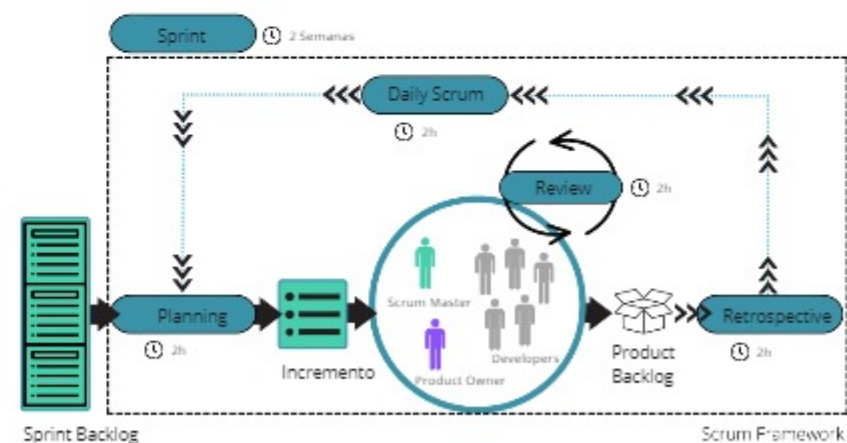 Sprint
2 Semanas
Daily Scrum
2h
Review
2h
Scrum Master
Planning
2h
Incremento
Developers
Product Owner
Product
Backlog
Retrospective
2h
Sprint Backlog
Scrum Framework